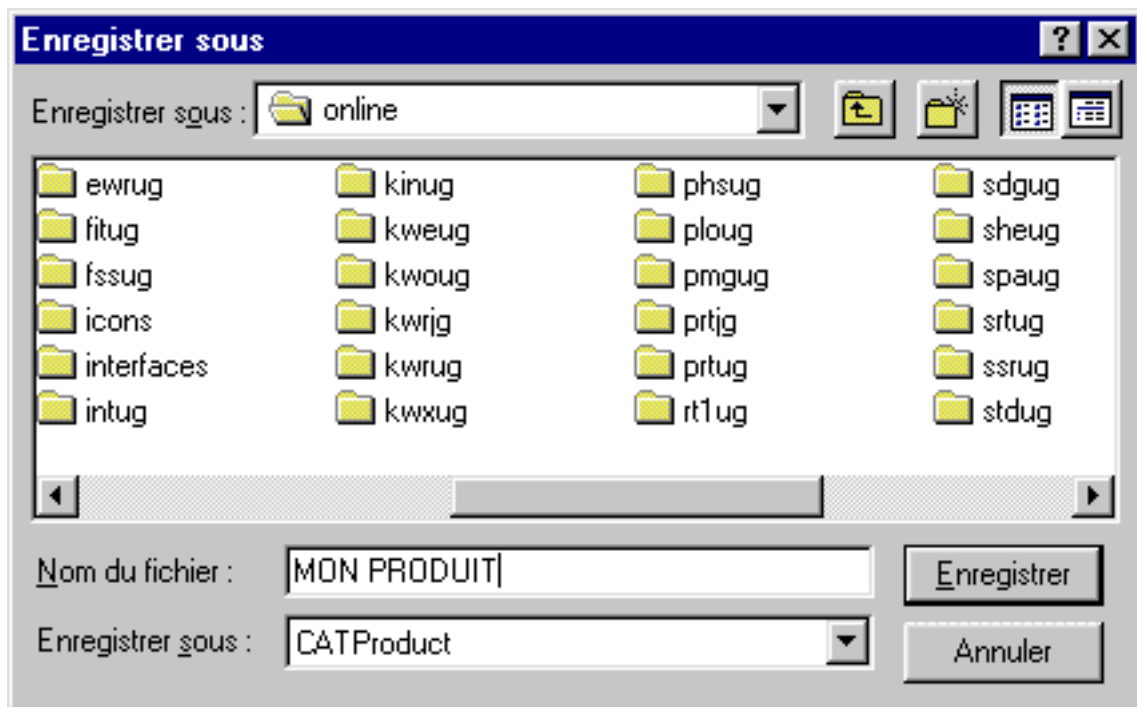 Enregistrer sous
Enregistrer sous : online
ewrug kinug phsug sdgug
fitug kweug ploug sheug
fssug kwoug pmgug spaug
icons kwrjg prtjg srtug
interfaces kwrug prtug ssrug
intug kwxug rt1ug stdug
Nom du fichier : MON PRODUIT Enregistrer
Enregistrer sous : CATProduct Annuler